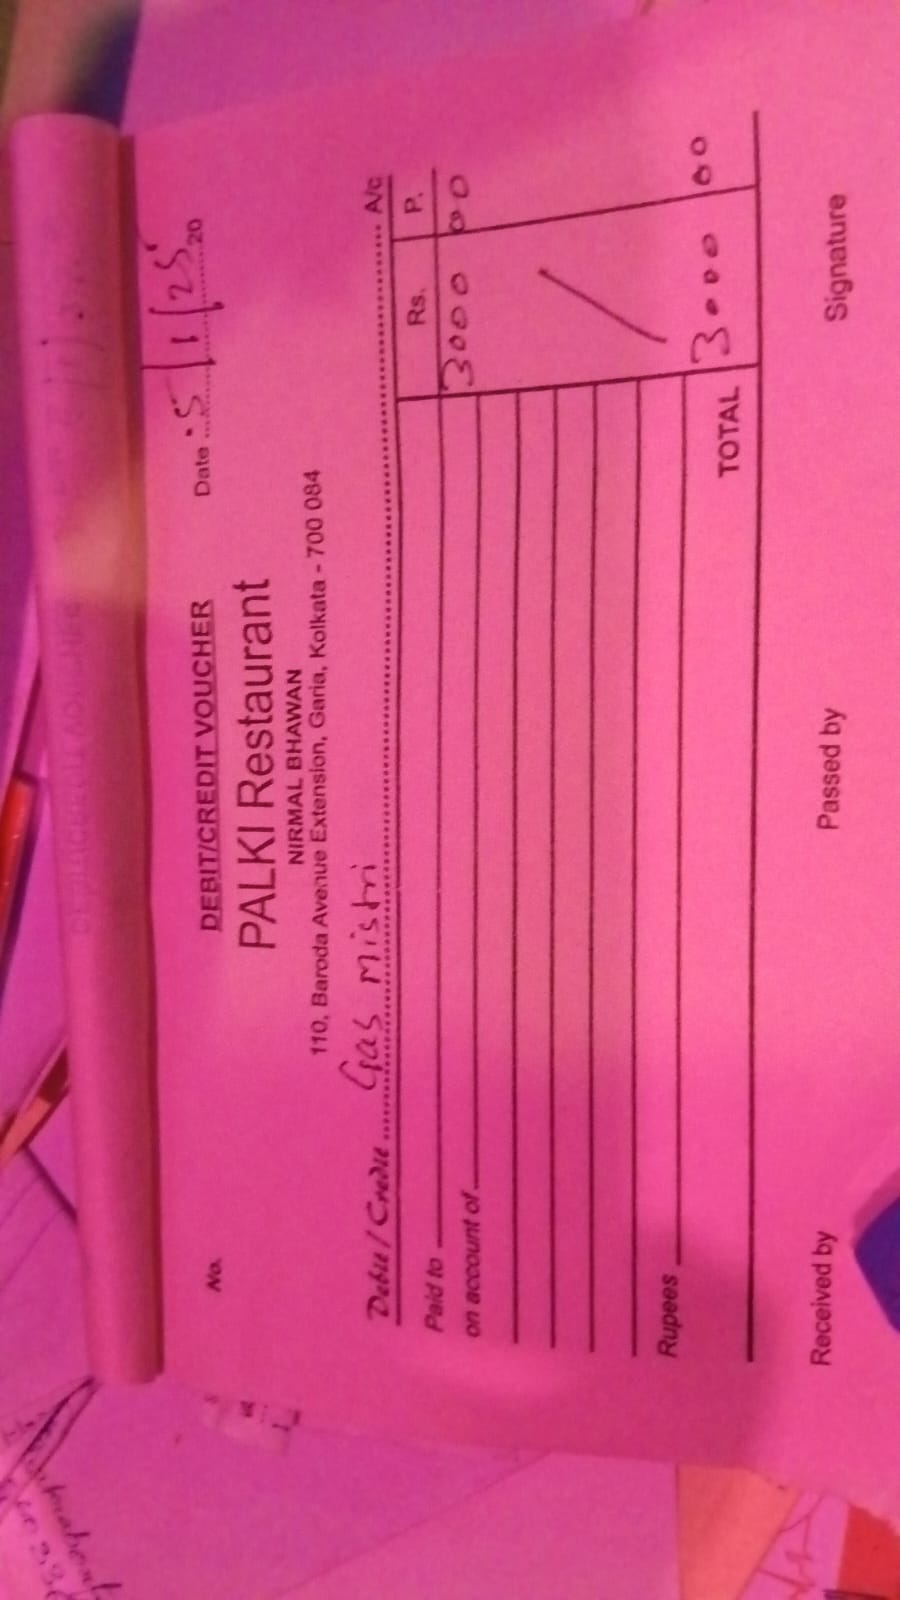 No.
DEBIT/CREDIT VOUCHER
Date 5/1/25 20
PALKI Restaurant
NIRMAL BHAWAN
110, Baroda Avenue Extension, Garia, Kolkata - 700 084
Debit / Credit Gas Mistri A/c
Rs. P.
Paid to 3000 00
on account of
Rupees
TOTAL 3000 00
Received by Passed by Signature